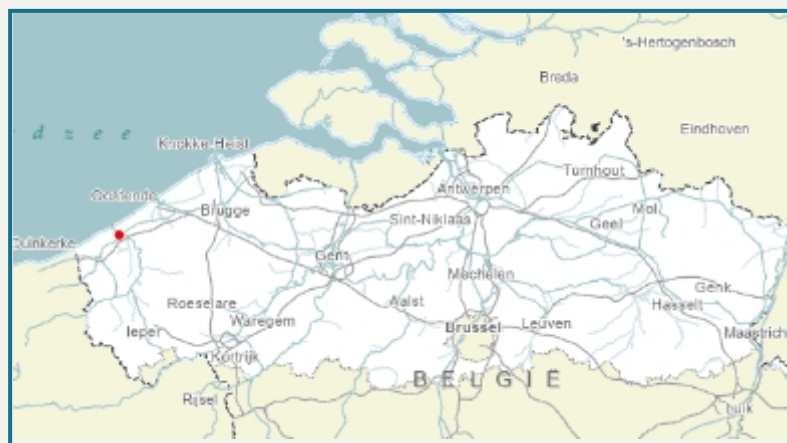 's-Hertogenbosch
Breda
d z e e
Eindhoven
Knokke-Heist
Turnhout
Oostende
Antwerpen
Mol
Brugge
Sint-Niklaas
Geel
Duinkerke
Gent
Mechelen
Genk
Roeselare
Aalst
Hasselt
Ieper
Waregem
Brussel
Leuven
Maastrich
Kortrijk
BELGIË
Rijsel
Luik